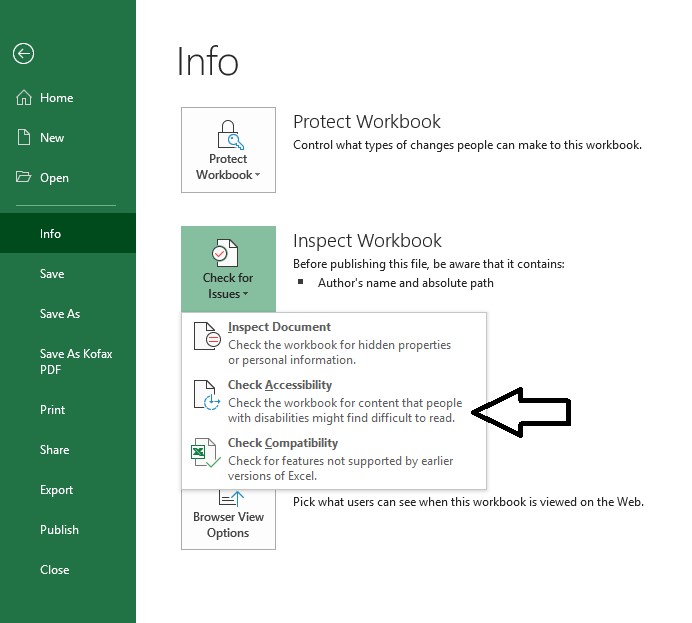 Home
New
Open
Info
Save
Save As
Save As Kofax
PDF
Print
Share
Export
Publish
Close
Info
Protect
Workbook
Protect Workbook
Control what types of changes people can make to this workbook.
Check for
Issues
Inspect Workbook
Before publishing this file, be aware that it contains:
Author's name and absolute path
Inspect Document
Check the workbook for hidden properties
or personal information.
Check Accessibility
Check the workbook for content that people
with disabilities might find difficult to read.
Check Compatibility
Check for features not supported by earlier
versions of Excel.
Browser View
Options
Pick what users can see when this workbook is viewed on the Web.